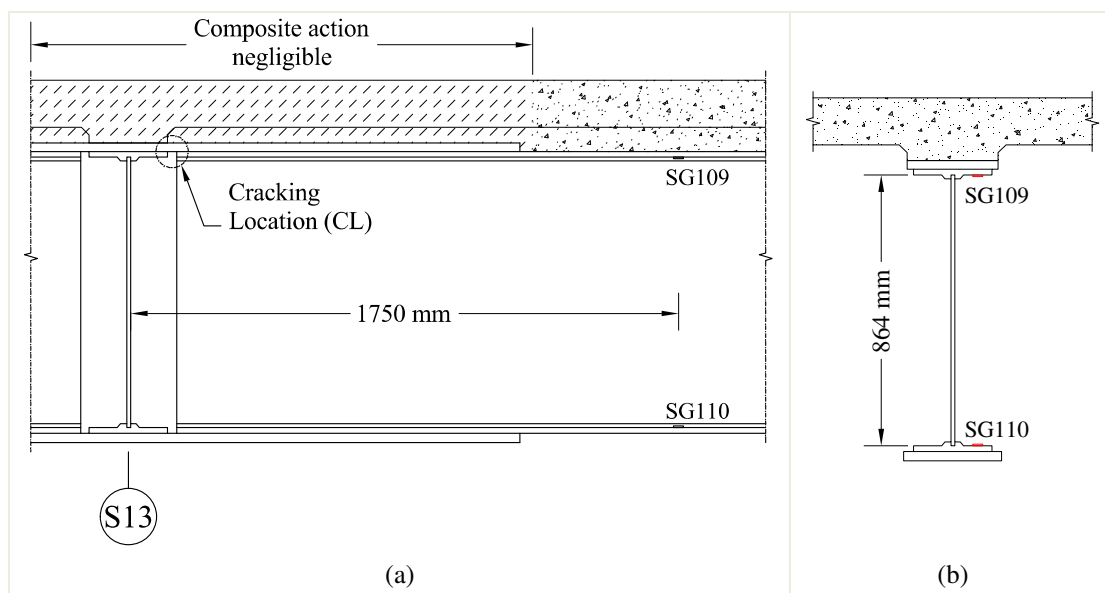 Composite action
negligible
SG109
Cracking
Location (CL)
1750 mm
SG110
S13
(a)
SG109
864 mm
SG110
(b)